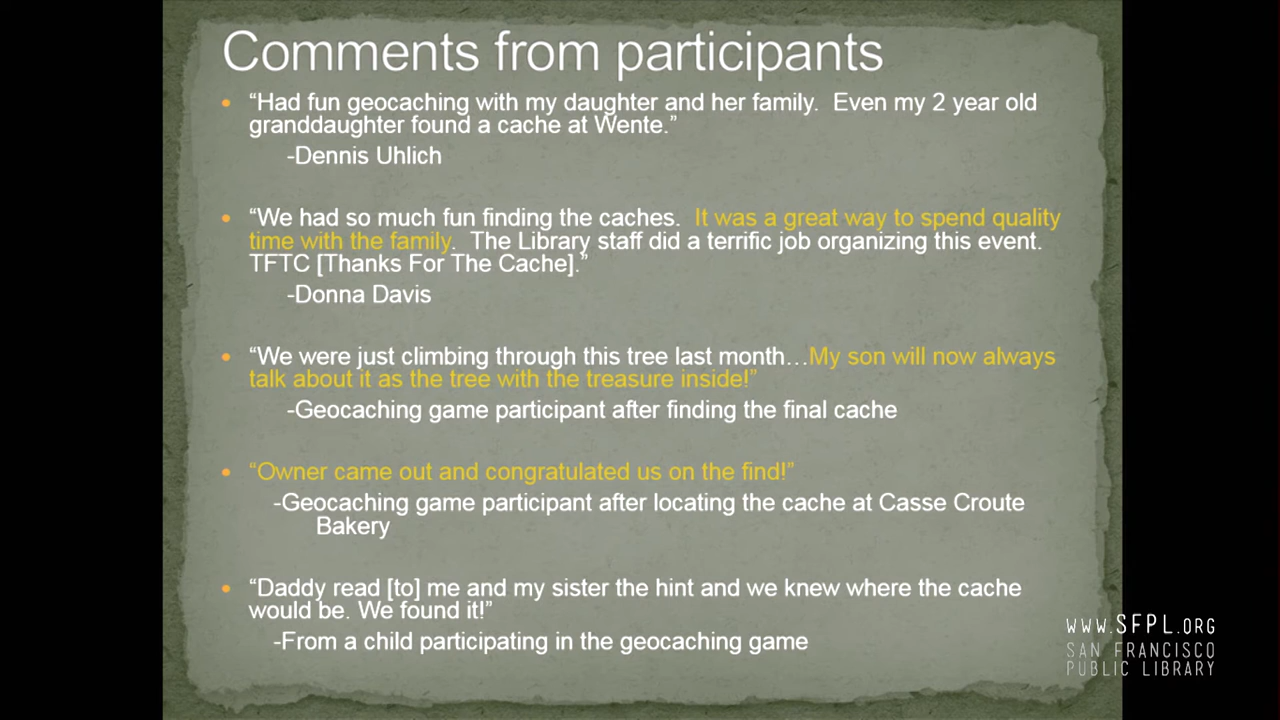 Comments from participants
• “Had fun geocaching with my daughter and her family.  Even my 2 year old
granddaughter found a cache at Wente.”
-Dennis Uhlich
• “We had so much fun finding the caches.  It was a great way to spend quality
time with the family.  The Library staff did a terrific job organizing this event.
TFTC [Thanks For The Cache].”
-Donna Davis
• “We were just climbing through this tree last month…My son will now always
talk about it as the tree with the treasure inside!”
-Geocaching game participant after finding the final cache
• “Owner came out and congratulated us on the find!”
-Geocaching game participant after locating the cache at Casse Croute
Bakery
• “Daddy read [to] me and my sister the hint and we knew where the cache
would be. We found it!”
-From a child participating in the geocaching game
www.SFPL.ORG
SAN FRANCISCO
PUBLIC LIBRARY